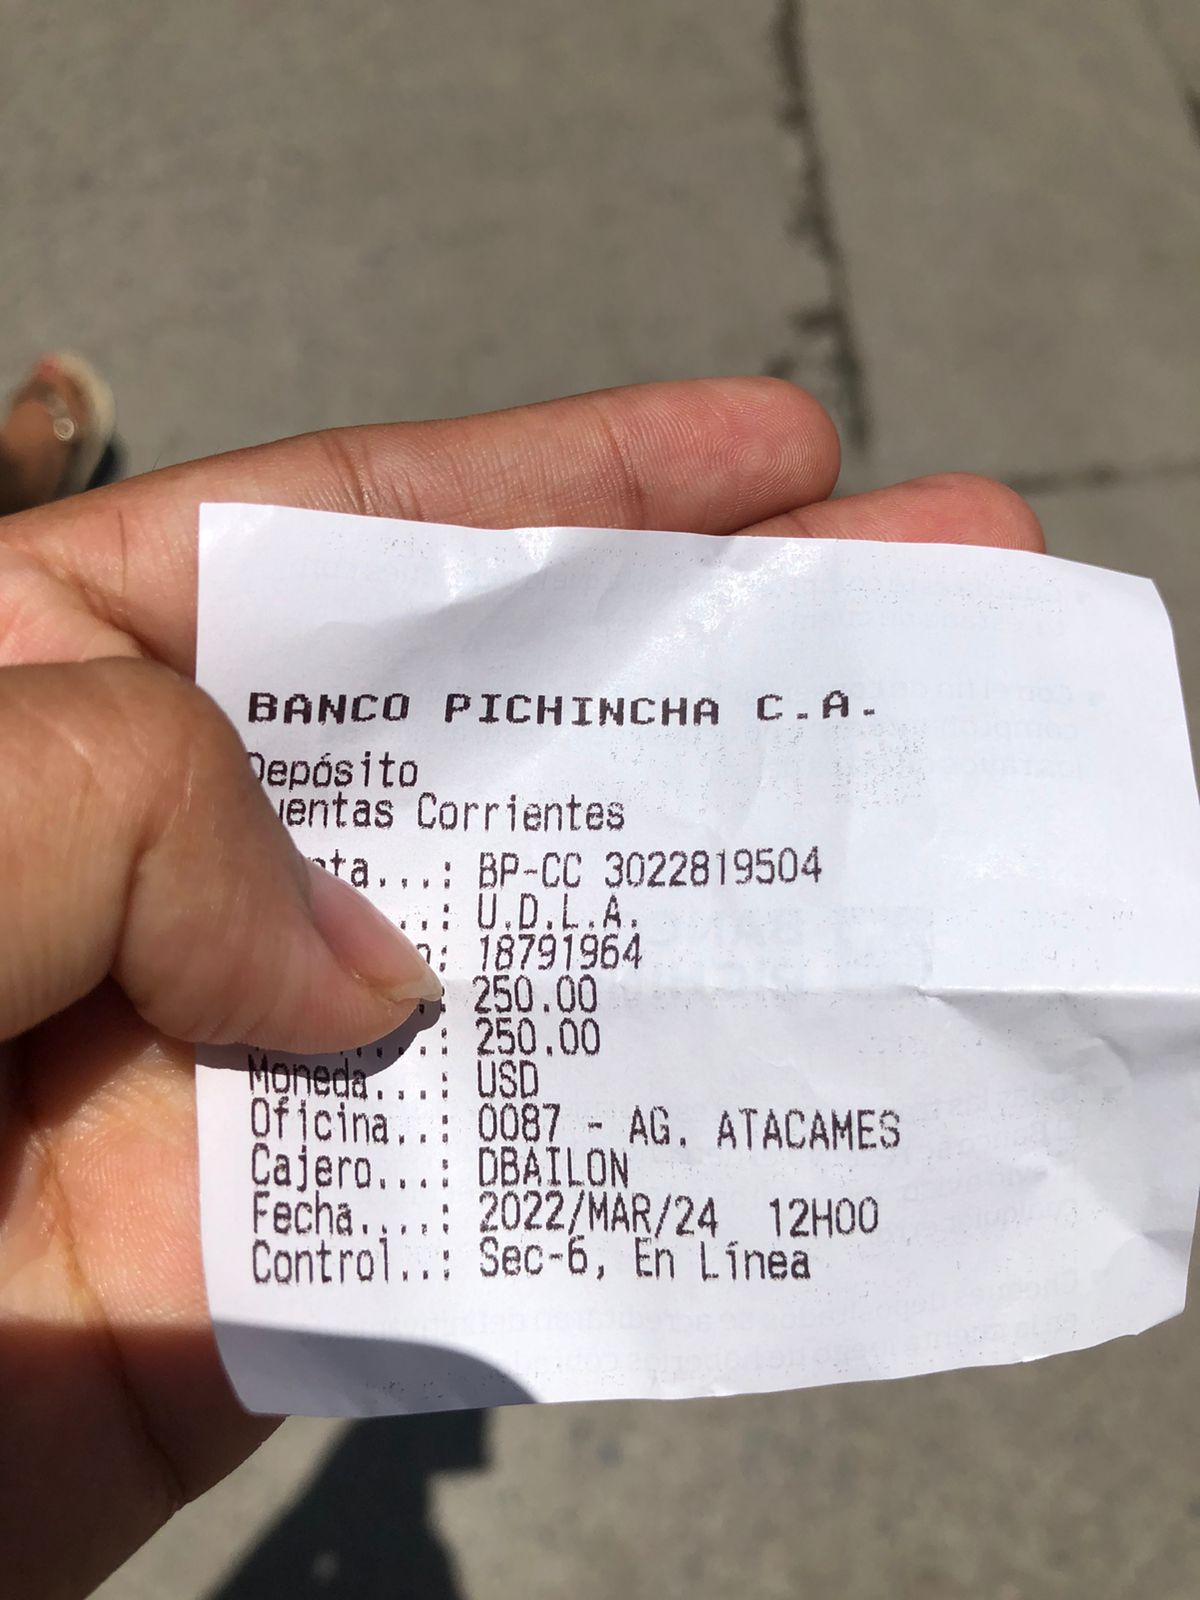 BANCO PICHINCHA C.A.
Depósito
Corrientes
: BP-CC 3022819504
: U.D.L.A.
: 18791964
: 250.00
: 250.00
Moneda...: USD
Oficina..: 0087 - AG. ATACAMES
Cajero...: DBAILON
Fecha....: 2022/MAR/24 12H00
Control..: Sec-6, En Línea